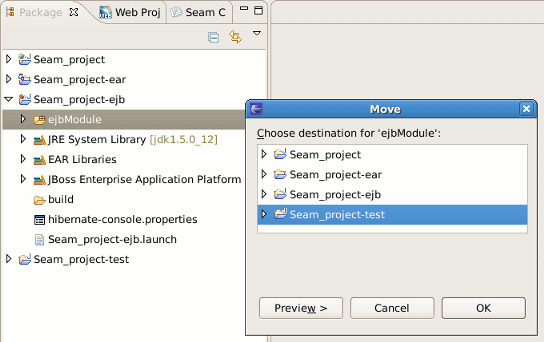 Package Web Proj Seam C
Seam_project
Seam_project-ear
Seam_project-ejb
ejbModule
JRE System Library [jdk1.5.0_12]
EAR Libraries
JBoss Enterprise Application Platform
build
hibernate-console.properties
Seam_project-ejb.launch
Seam_project-test
Move
Choose destination for 'ejbModule':
Seam_project
Seam_project-ear
Seam_project-ejb
Seam_project-test
Preview > Cancel OK